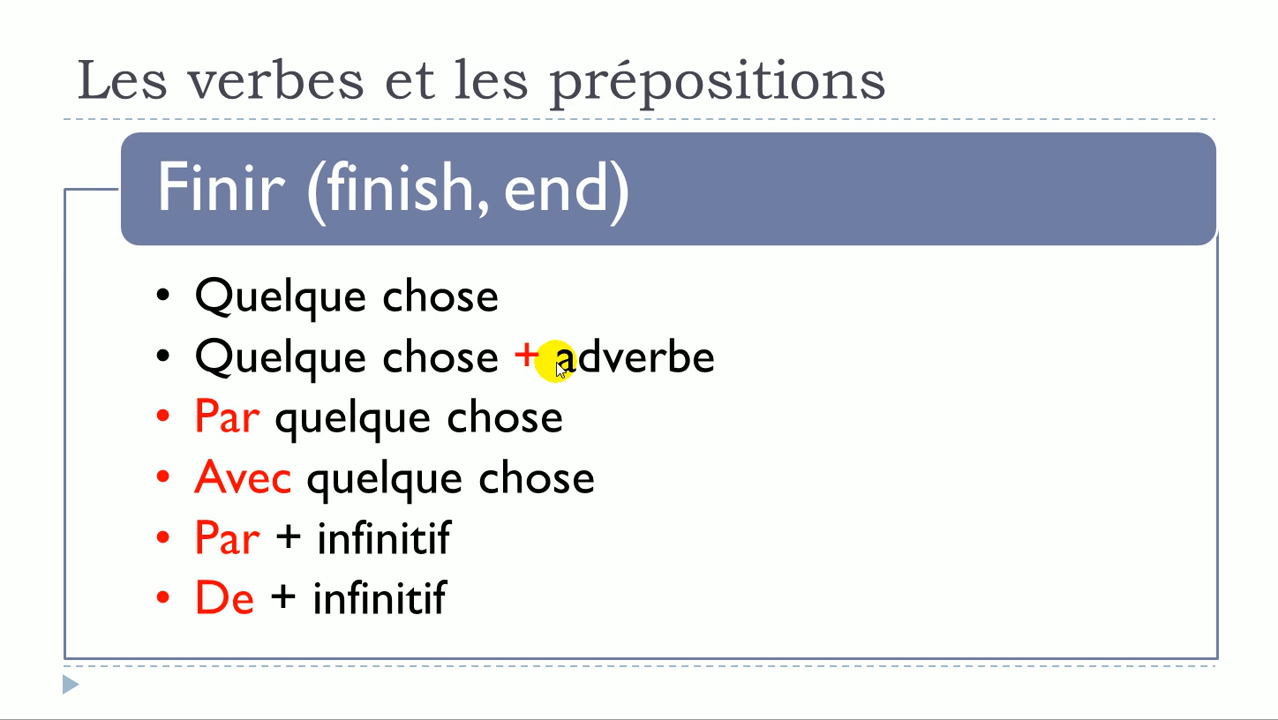 Les verbes et les prépositions
Finir (finish, end)
• Quelque chose
• Quelque chose + adverbe
• Par quelque chose
• Avec quelque chose
• Par + infinitif
• De + infinitif